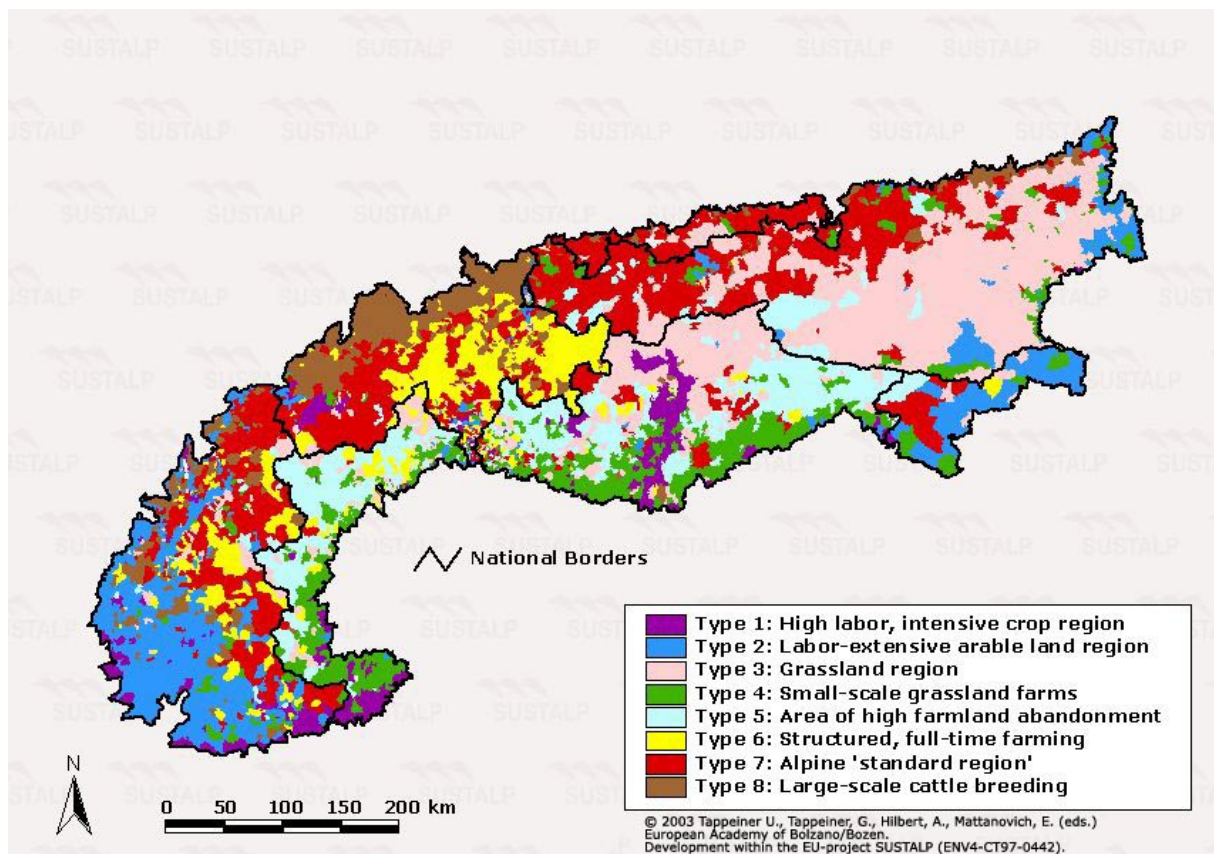 National Borders
Type 1: High labor, intensive crop region
Type 2: Labor-extensive arable land region
Type 3: Grassland region
Type 4: Small-scale grassland farms
Type 5: Area of high farmland abandonment
Type 6: Structured, full-time farming
Type 7: Alpine 'standard region'
Type 8: Large-scale cattle breeding
N
0 50 100 150 200 km
© 2003 Tappeiner U., Tappeiner, G., Hilbert, A., Mattanovich, E. (eds.)
European Academy of Bolzano/Bozen.
Development within the EU-project SUSTALP (ENV4-CT97-0442).